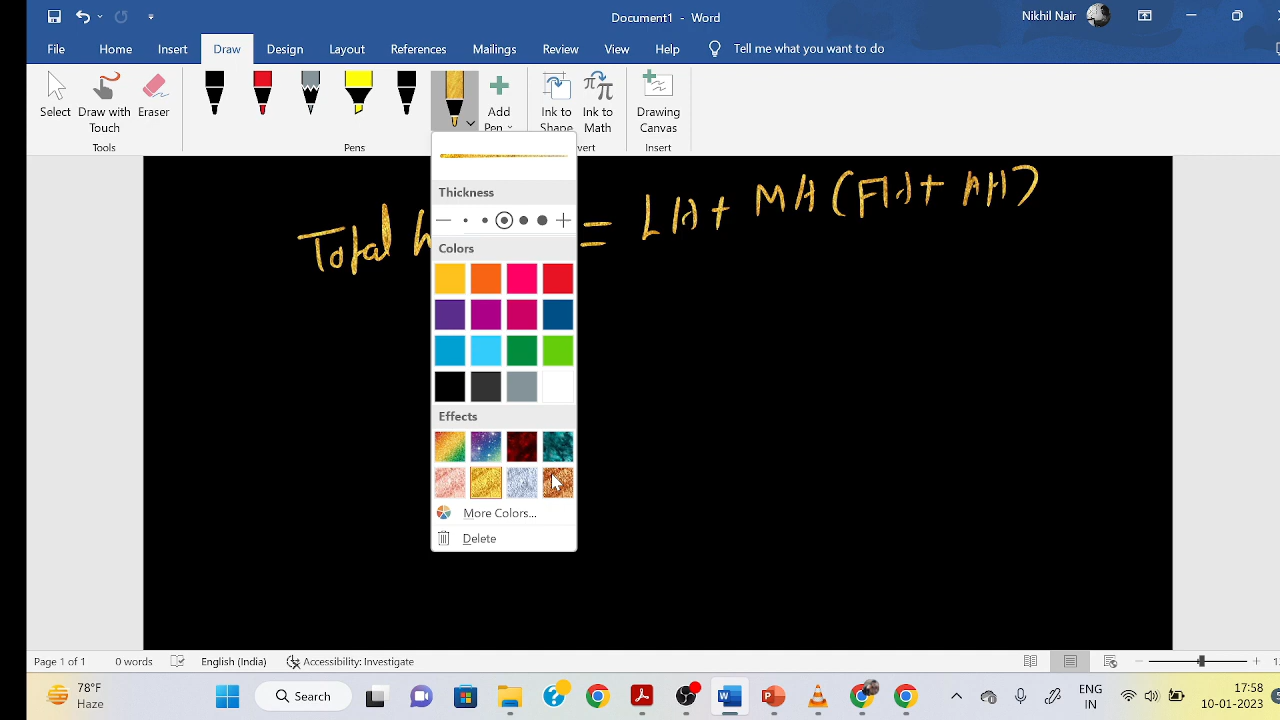 Document1 - Word
Nikhil Nair
File Home Insert Draw Design Layout References Mailings Review View Help Tell me what you want to do
Select Draw with Touch Eraser Add Pen Ink to Shape Ink to Math Drawing Canvas
Tools Pens vert Insert
Total h = LA + MA (FA + AA)
Thickness
Colors
Effects
More Colors...
Delete
Page 1 of 1 0 words English (India) Accessibility: Investigate
78°F
Haze
Search
ENG
IN
17:58
10-01-2023